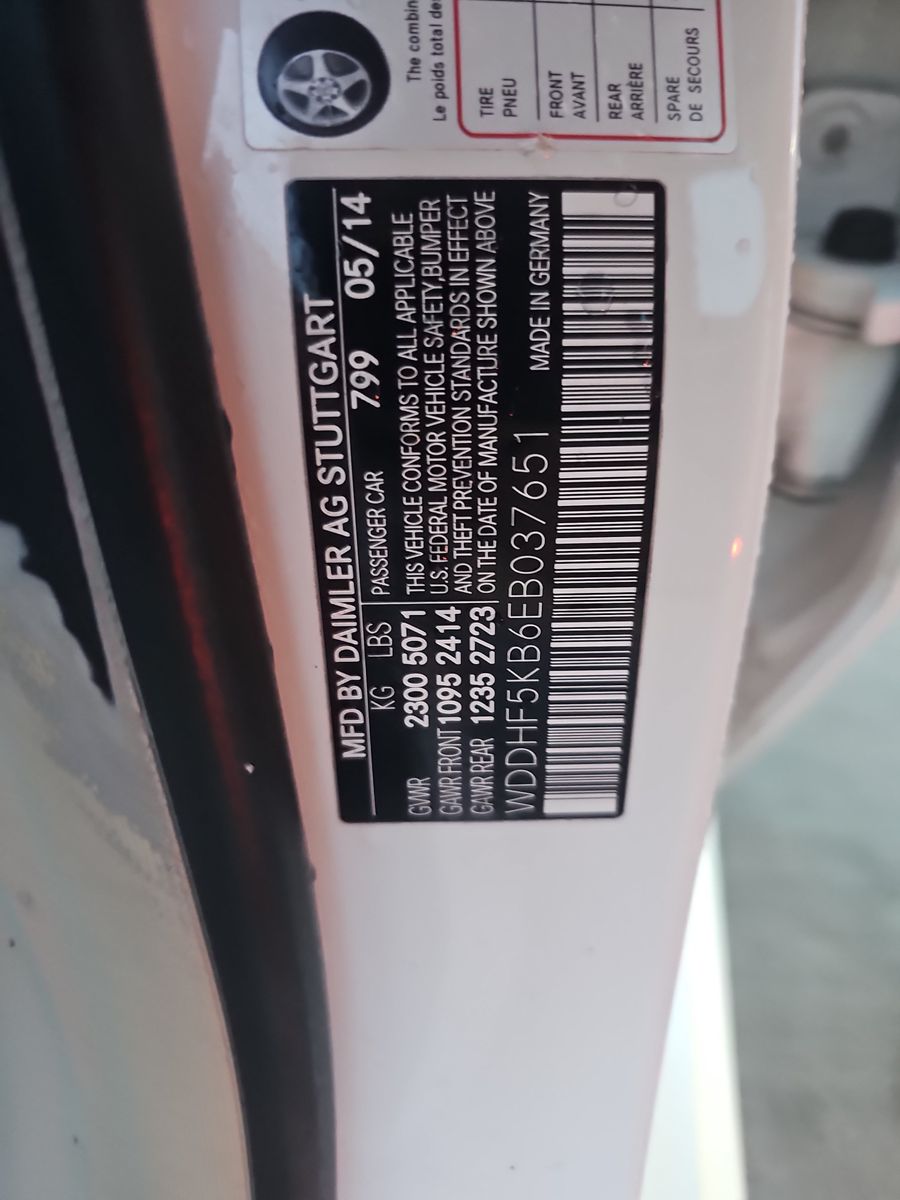 The combin
Le poids total de
TIRE
PNEU
FRONT
AVANT
REAR
ARRIÈRE
SPARE
DE SECOURS
MFD BY DAIMLER AG STUTTGART
KG LBS PASSENGER CAR 799 05/14
GVWR 2300 5071 THIS VEHICLE CONFORMS TO ALL APPLICABLE
GAWR FRONT 1095 2414 U.S. FEDERAL MOTOR VEHICLE SAFETY,BUMPER
GAWR REAR 1235 2723 AND THEFT PREVENTION STANDARDS IN EFFECT
ON THE DATE OF MANUFACTURE SHOWN ABOVE
WDDHF5KB6EB037651 MADE IN GERMANY